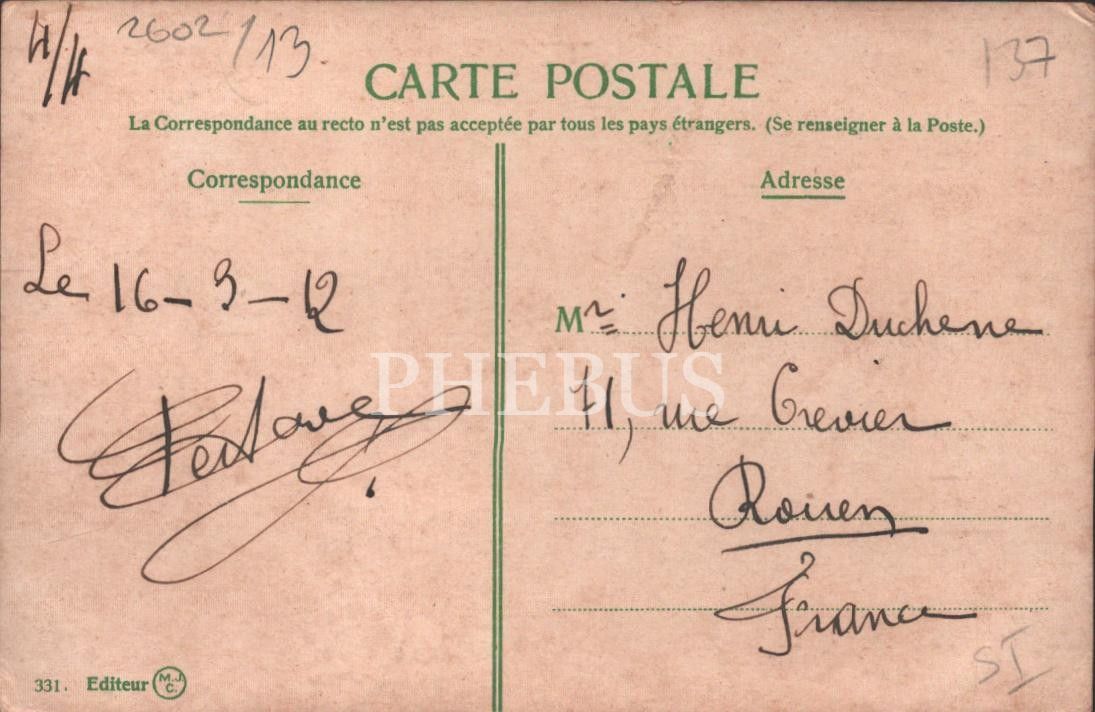 4/4
2602/13
137
CARTE POSTALE
La Correspondance au recto n'est pas acceptée par tous les pays étrangers. (Se renseigner à la Poste.)
Correspondance
Le 16-3-12
Adresse
Mr Henri Duchene
71, rue Crevier
Rouen
France
PHEBUS
SI
331. Editeur M.J.C.